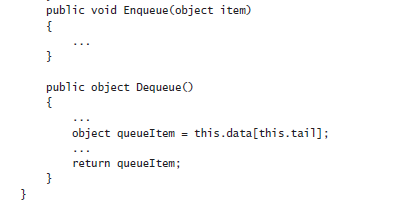 public void Enqueue(object item)
{
...
}
public object Dequeue()
{
...
object queueItem = this.data[this.tail];
...
return queueItem;
}
}